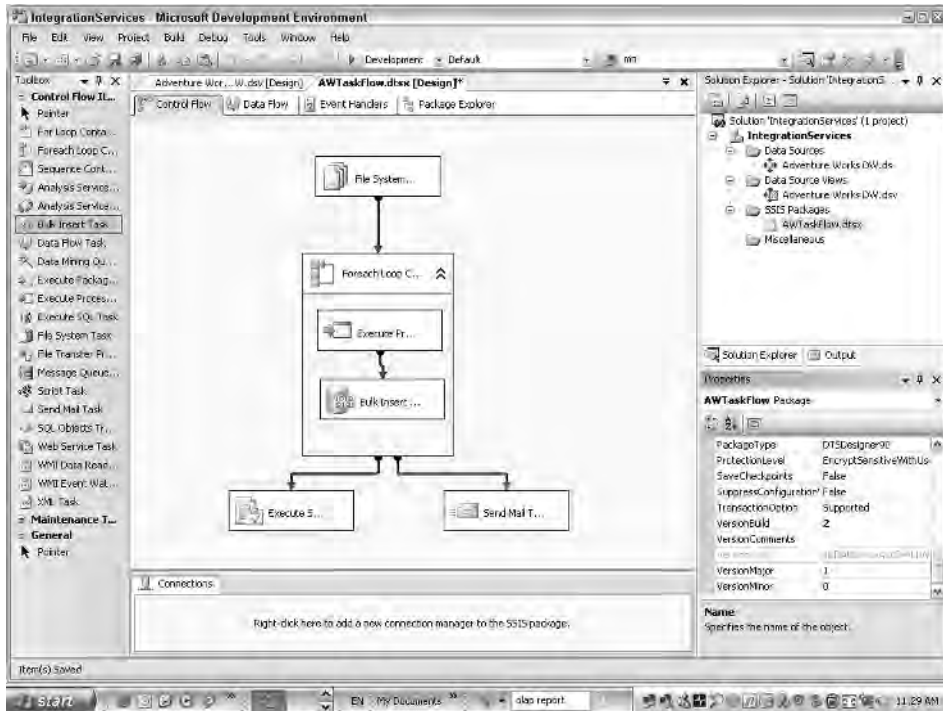 IntegrationServices - Microsoft Development Environment
File Edit View Project Build Debug Tools Window Help
Development Default
Toolbox
Control Flow It...
Pointer
For Loop Conta...
Foreach Loop C...
Sequence Cont...
Analysis Service...
Analysis Service...
Bulk Insert Task
Data Flow Task
Data Mining Qu...
Execute Packag...
Execute Proces...
Execute SQL Task
File System Task
File Transfer Pr...
Message Queue...
Script Task
Send Mail Task
SQL Objects Tr...
Web Service Task
WMI Data Read...
WMI Event Wat...
XML Task
Maintenance T...
General
Pointer
Adventure Wor...W.dsv [Design] AWTaskFlow.dtsx [Design]*
Control Flow Data Flow Event Handlers Package Explorer
File System...
Foreach Loop C...
Execute Pr...
Bulk Insert ...
Execute S...
Send Mail T...
Connections
Right-click here to add a new connection manager to the SSIS package.
Solution Explorer - Solution 'IntegrationS...
Solution 'IntegrationServices' (1 project)
IntegrationServices
Data Sources
Adventure Works DW.ds
Data Source Views
Adventure Works DW.dsv
SSIS Packages
AWTaskFlow.dtsx
Miscellaneous
Solution Explorer Output
Properties
AWTaskFlow Package
PackageType DTSDesigner90
ProtectionLevel EncryptSensitiveWithUs
SaveCheckpoints False
SuppressConfiguration' False
TransactionOption Supported
VersionBuild 2
VersionComments
VersionMajor 1
VersionMinor 0
Name
Specifies the name of the object.
Item(s) Saved
start EN My Documents olap report 11:29 AM